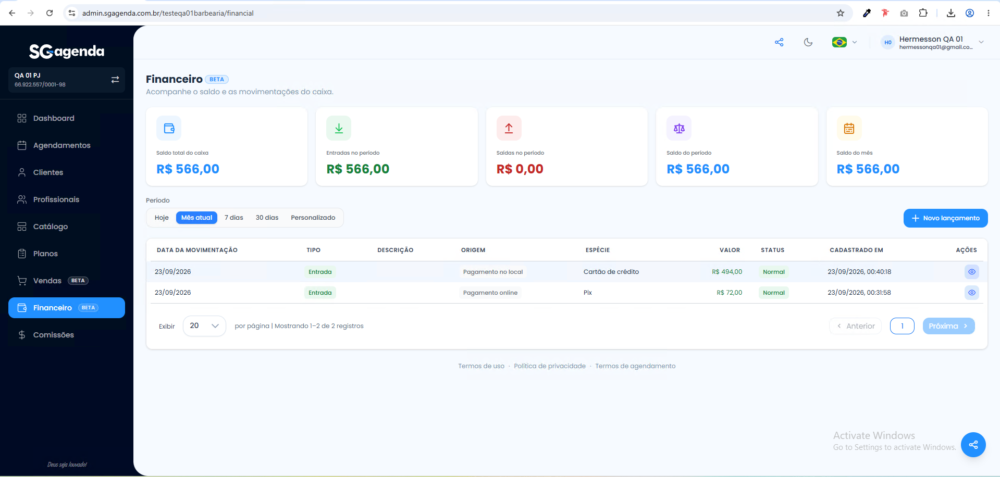 admin.sgagenda.com.br/testeqa01barbearia/financial
SGagenda
QA 01 PJ
66.922.557/0001-98
Dashboard
Agendamentos
Clientes
Profissionais
Catálogo
Planos
Vendas BETA
Financeiro BETA
Comissões
Deus seja louvado!
HO
Hermesson QA 01
hermessonqa01@gmail.co...
Financeiro BETA
Acompanhe o saldo e as movimentações do caixa.
Saldo total do caixa
R$ 566,00
Entradas no período
R$ 566,00
Saídas no período
R$ 0,00
Saldo do período
R$ 566,00
Saldo do mês
R$ 566,00
Período
Hoje Mês atual 7 dias 30 dias Personalizado
Novo lançamento
DATA DA MOVIMENTAÇÃO TIPO DESCRIÇÃO ORIGEM ESPÉCIE VALOR STATUS CADASTRADO EM AÇÕES
23/09/2026 Entrada Pagamento no local Cartão de crédito R$ 494,00 Normal 23/09/2026, 00:40:18
23/09/2026 Entrada Pagamento online Pix R$ 72,00 Normal 23/09/2026, 00:31:58
Exibir 20 por página | Mostrando 1–2 de 2 registros
Anterior 1 Próxima
Termos de uso · Política de privacidade · Termos de agendamento
Activate Windows
Go to Settings to activate Windows.